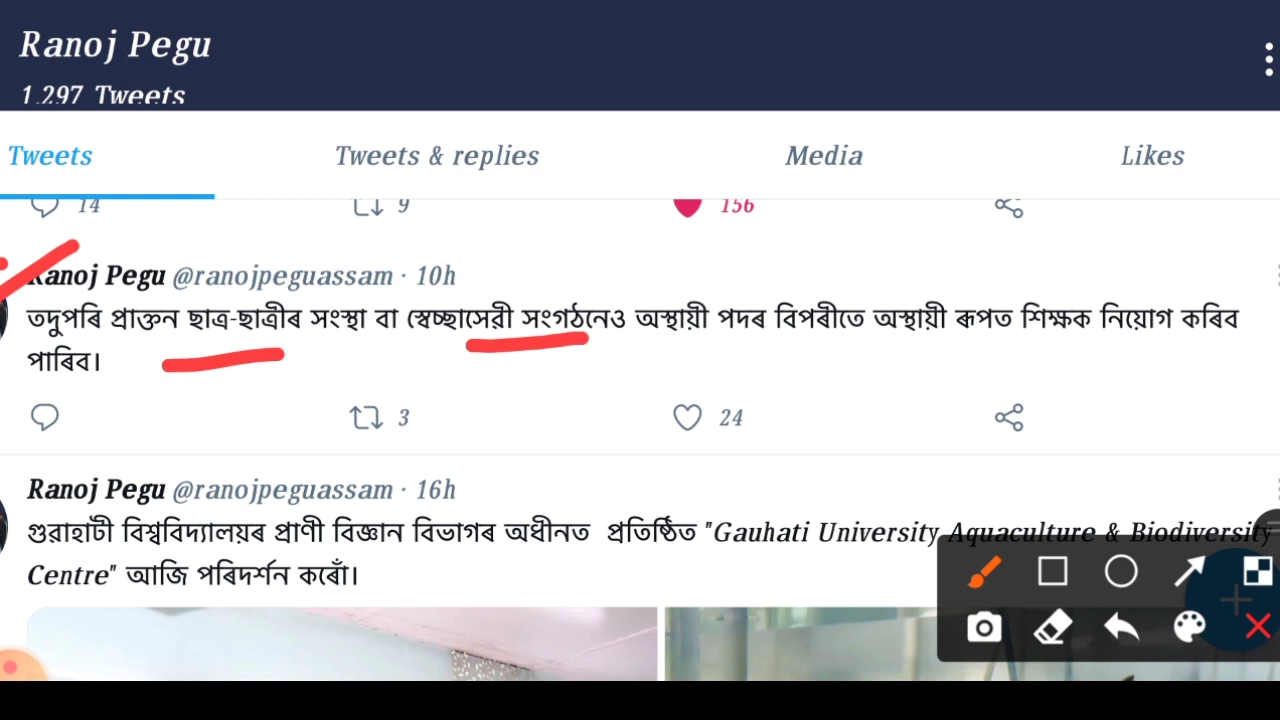 Ranoj Pegu
1,297 Tweets
Tweets Tweets & replies Media Likes
14 9 156
Ranoj Pegu @ranojpeguassam · 10h
তদুপৰি প্ৰাক্তন ছাত্ৰ-ছাত্ৰীৰ সংস্থা বা স্বেচ্ছাসেৱী সংগঠনেও অস্থায়ী পদৰ বিপৰীতে অস্থায়ী ৰূপত শিক্ষক নিয়োগ কৰিব
পাৰিব।
3 24
Ranoj Pegu @ranojpeguassam · 16h
গুৱাহাটী বিশ্ববিদ্যালয়ৰ প্ৰাণী বিজ্ঞান বিভাগৰ অধীনত প্ৰতিষ্ঠিত "Gauhati University Aquaculture & Biodiversity
Centre" আজি পৰিদৰ্শন কৰোঁ।